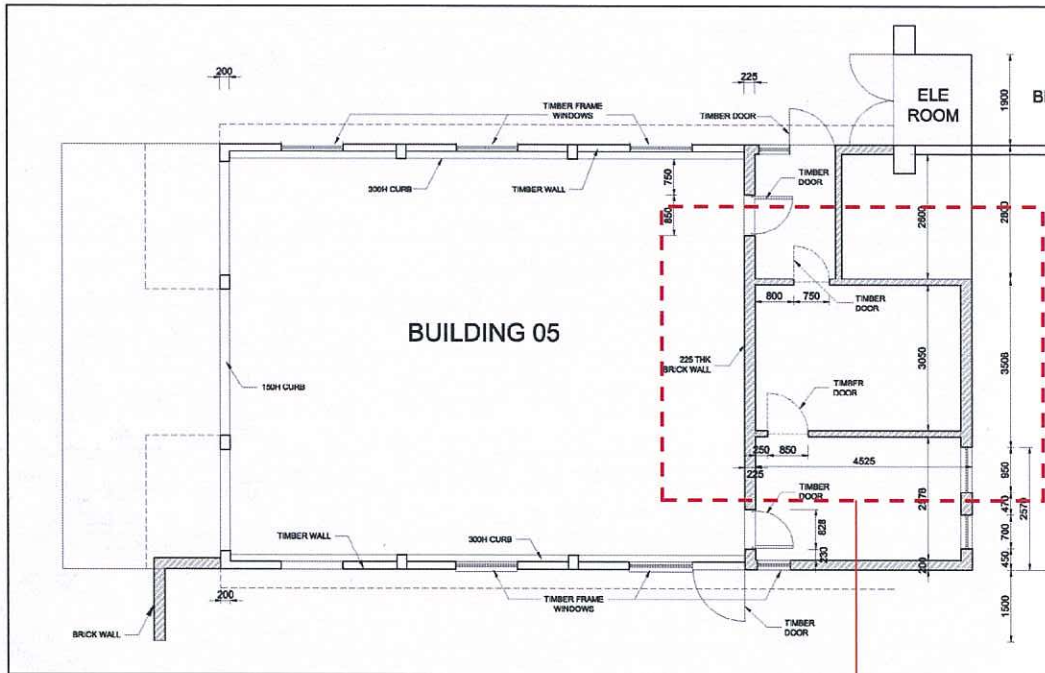 200
225
TIMBER FRAME
WINDOWS
TIMBER DOOR
ELE
ROOM
1900
300H CURB
TIMBER WALL
750
850
TIMBER
DOOR
2600
2800
800
750
TIMBER
DOOR
BUILDING 05
225 THK
BRICK WALL
3050
3508
150H CURB
TIMBER
DOOR
250
850
225
4525
950
470
2570
2878
TIMBER
DOOR
828
700
TIMBER WALL
300H CURB
230
200
450
200
TIMBER FRAME
WINDOWS
1500
BRICK WALL
TIMBER
DOOR